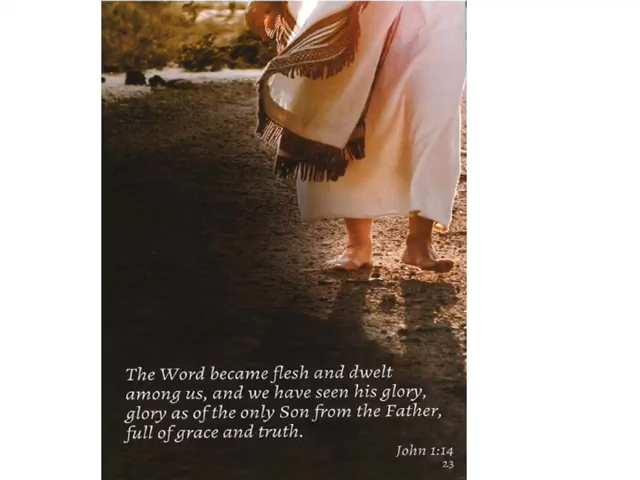 The Word became flesh and dwelt
among us, and we have seen his glory,
glory as of the only Son from the Father,
full of grace and truth.
John 1:14
23